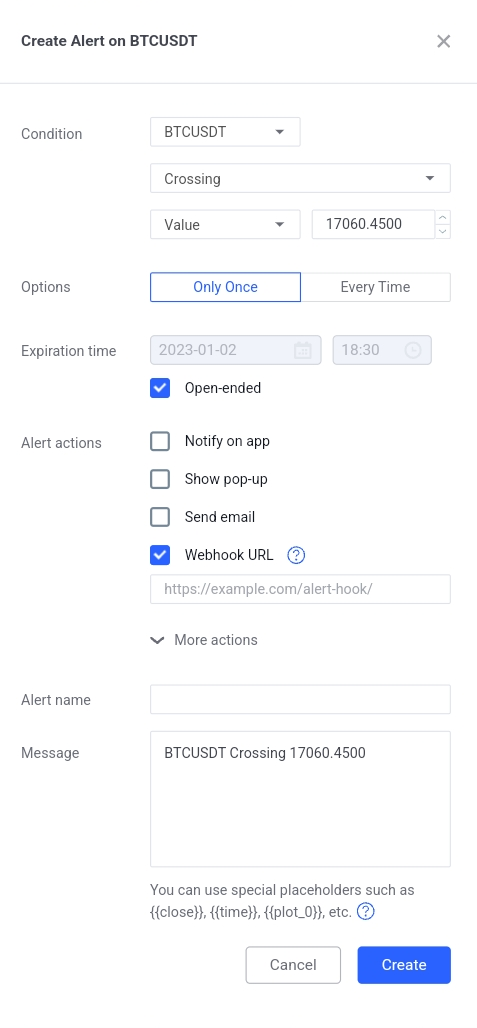 Create Alert on BTCUSDT
Condition
BTCUSDT
Crossing
Value
17060.4500
Options
Only Once
Every Time
Expiration time
2023-01-02
18:30
Open-ended
Alert actions
Notify on app
Show pop-up
Send email
Webhook URL
https://example.com/alert-hook/
More actions
Alert name
Message
BTCUSDT Crossing 17060.4500
You can use special placeholders such as
{{close}}, {{time}}, {{plot_0}}, etc.
Cancel
Create